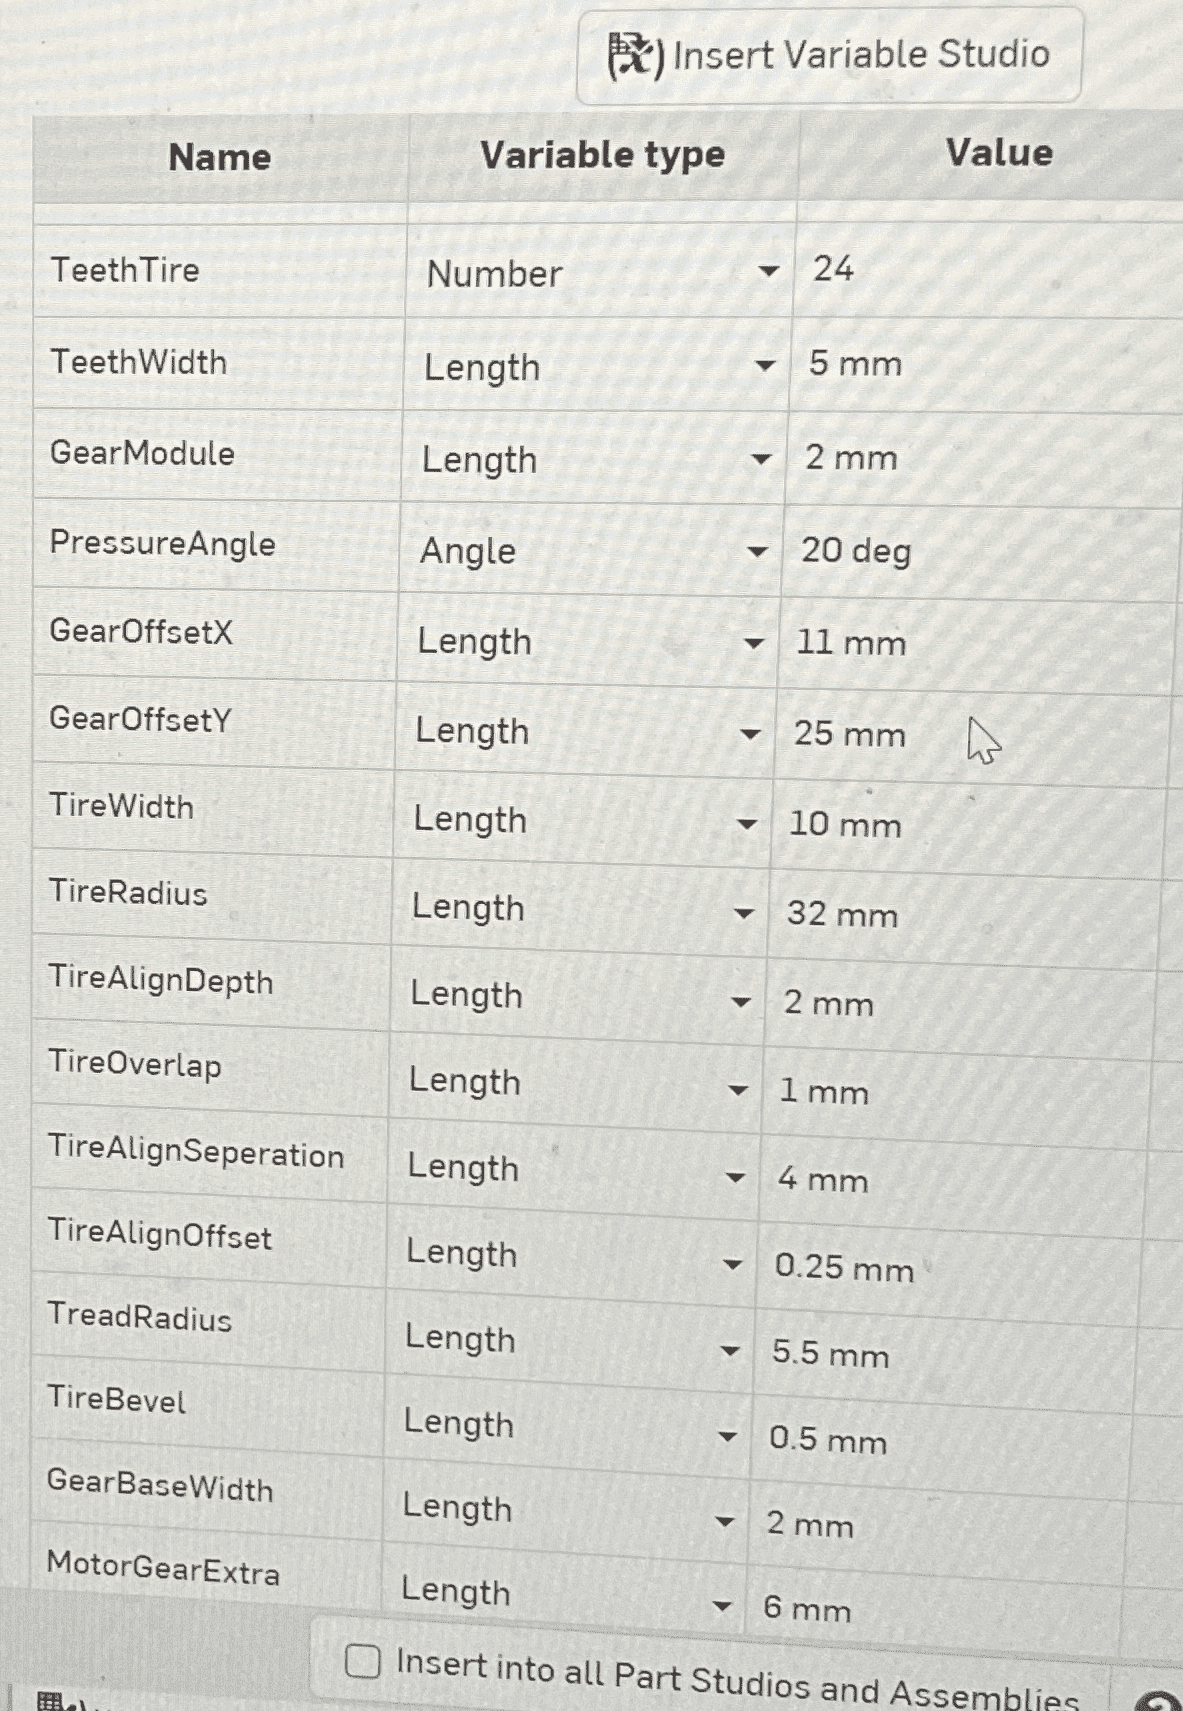 Insert Variable Studio
Name Variable type Value
TeethTire Number 24
TeethWidth Length 5 mm
GearModule Length 2 mm
PressureAngle Angle 20 deg
GearOffsetX Length 11 mm
GearOffsetY Length 25 mm
TireWidth Length 10 mm
TireRadius Length 32 mm
TireAlignDepth Length 2 mm
TireOverlap Length 1 mm
TireAlignSeperation Length 4 mm
TireAlignOffset Length 0.25 mm
TreadRadius Length 5.5 mm
TireBevel Length 0.5 mm
GearBaseWidth Length 2 mm
MotorGearExtra Length 6 mm
Insert into all Part Studios and Assemblies